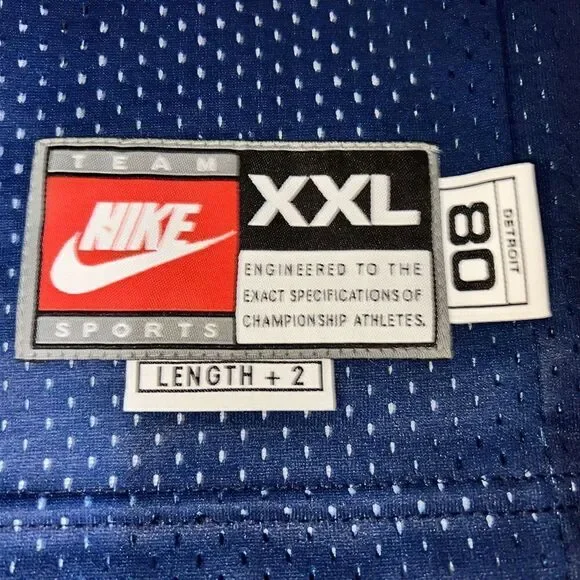 TEAM
NIKE
SPORTS
XXL
ENGINEERED TO THE
EXACT SPECIFICATIONS OF
CHAMPIONSHIP ATHLETES.
LENGTH + 2
80
DETROIT